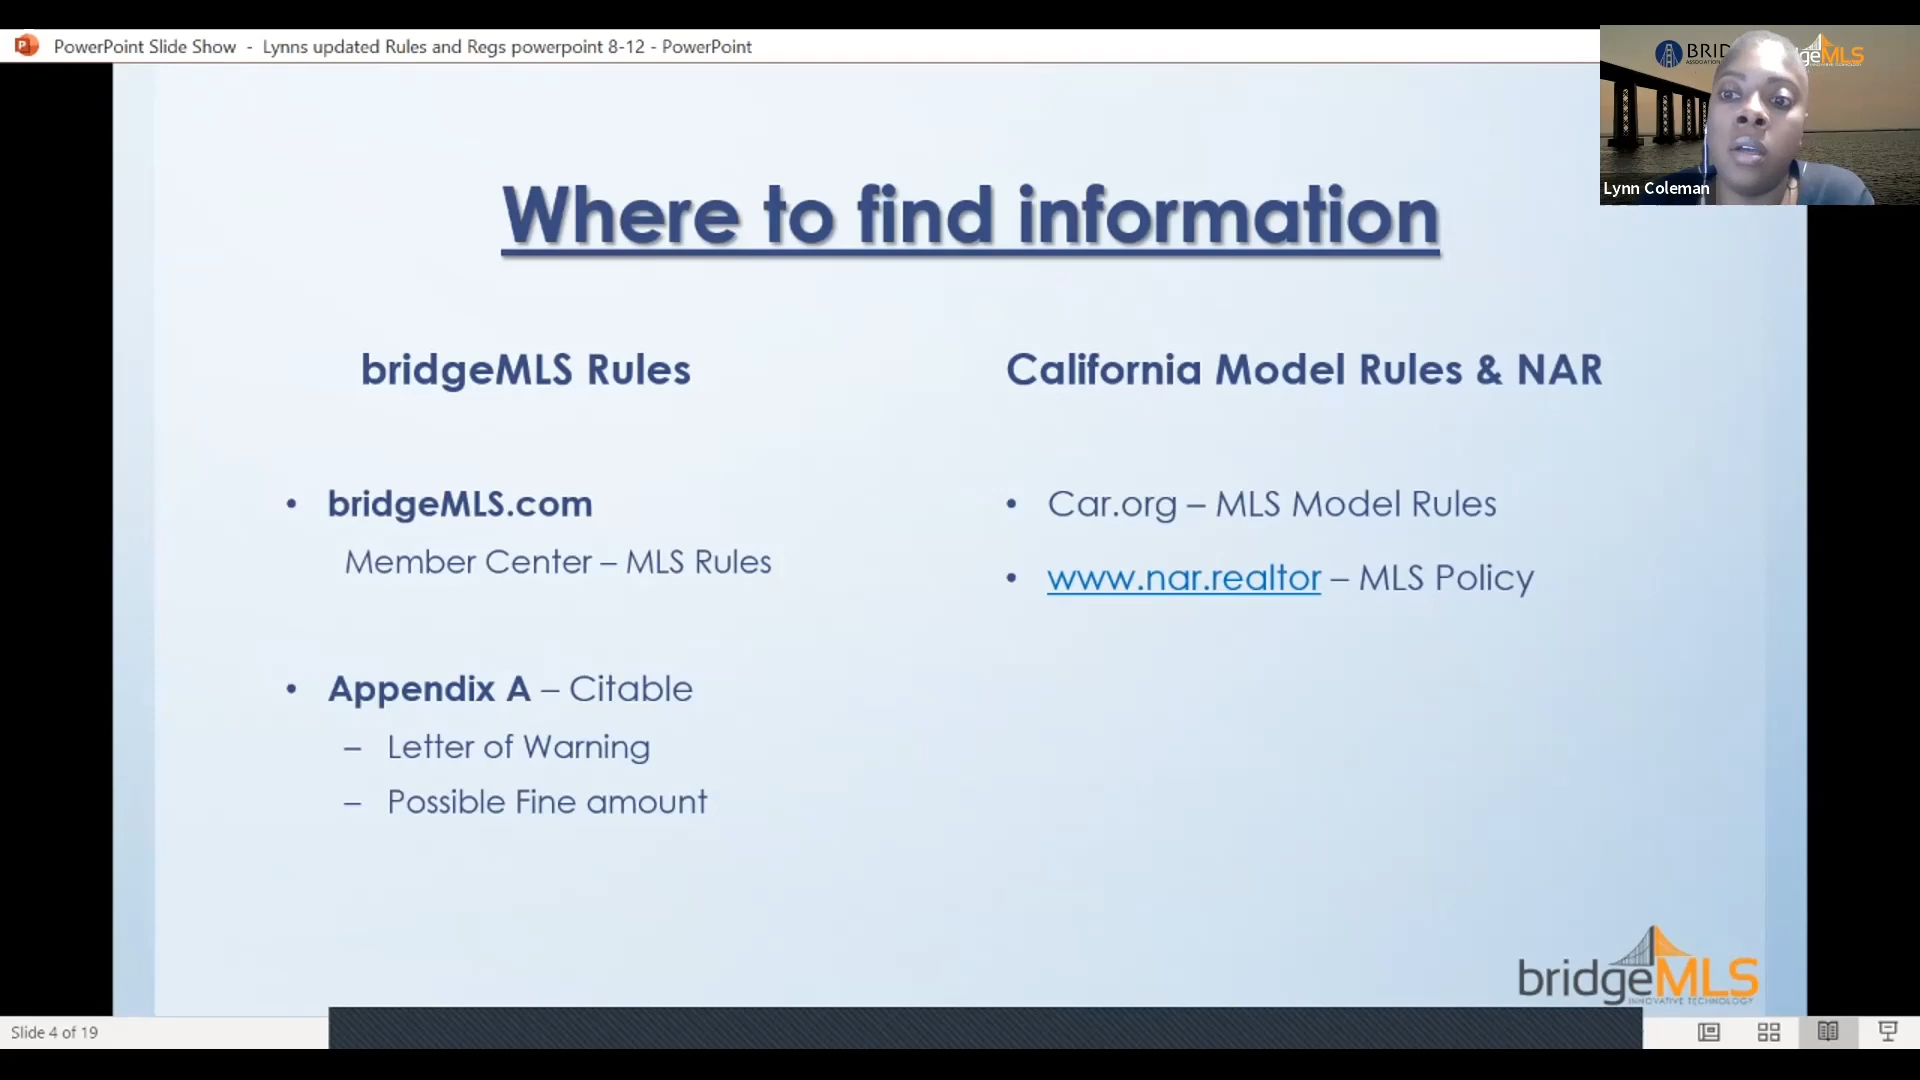 PowerPoint Slide Show - Lynns updated Rules and Regs powerpoint 8-12 - PowerPoint
BRID
geMLS
Lynn Coleman
Where to find information
bridgeMLS Rules
• bridgeMLS.com
Member Center – MLS Rules
• Appendix A – Citable
– Letter of Warning
– Possible Fine amount
California Model Rules & NAR
• Car.org – MLS Model Rules
• www.nar.realtor – MLS Policy
bridgeMLS
INNOVATIVE TECHNOLOGY
Slide 4 of 19